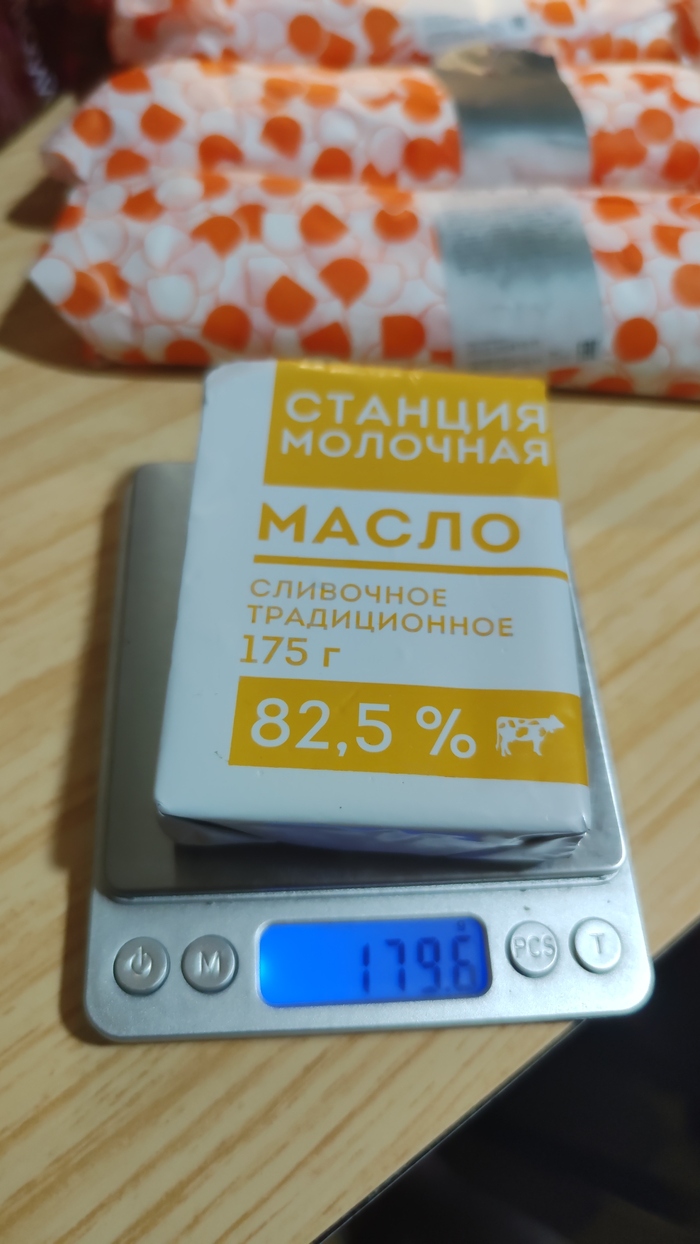 СТАНЦИЯ
МОЛОЧНАЯ
МАСЛО
СЛИВОЧНОЕ
ТРАДИЦИОННОЕ
175 г
82,5 %
M
179.6
PCS
T